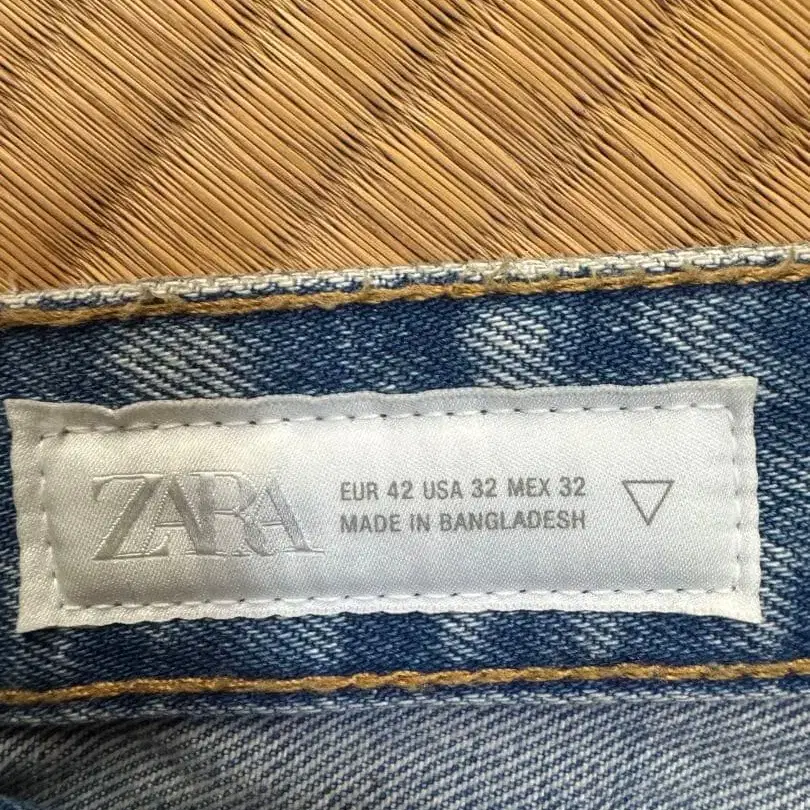 ZARA
EUR 42 USA 32 MEX 32
MADE IN BANGLADESH